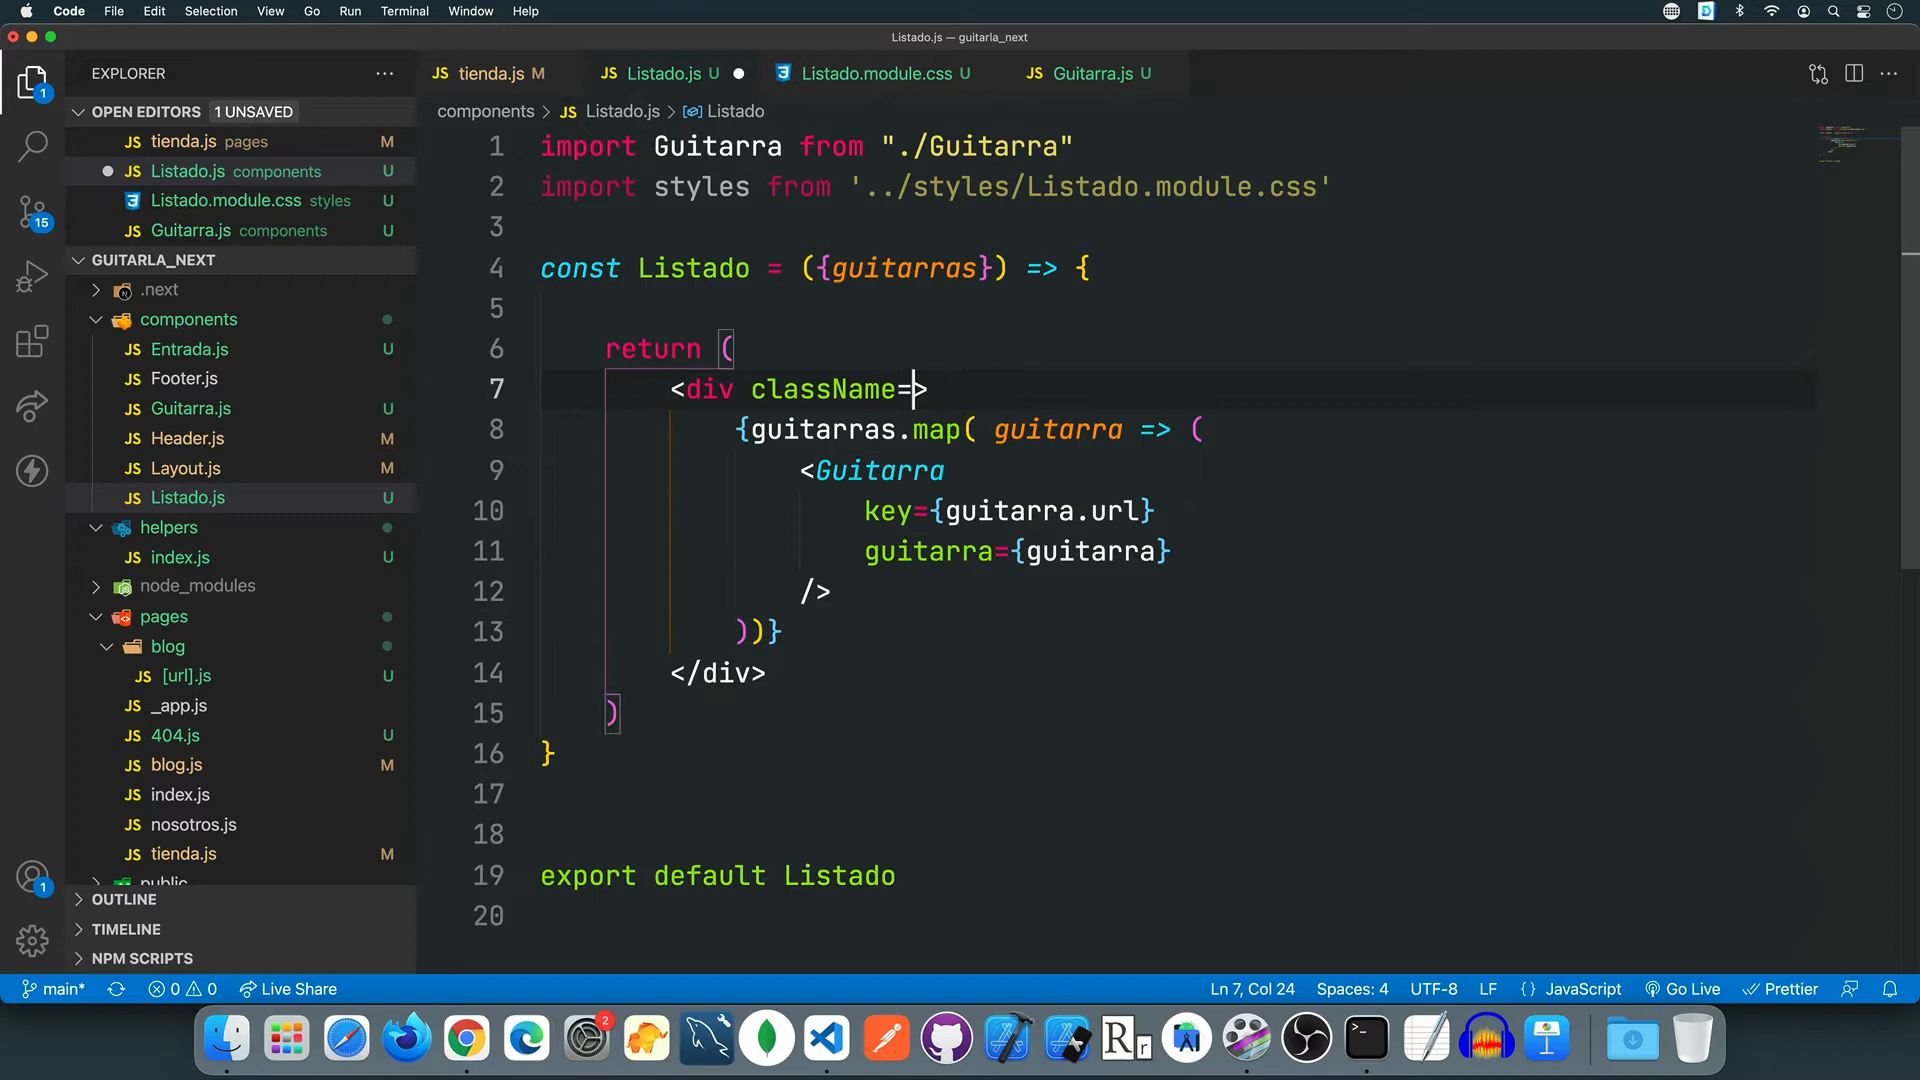 Code File Edit Selection View Go Run Terminal Window Help
Listado.js — guitarla_next
EXPLORER
JS tienda.js M
JS Listado.js U
Listado.module.css U
JS Guitarra.js U
OPEN EDITORS 1 UNSAVED
components > JS Listado.js > Listado
JS tienda.js pages M
JS Listado.js components U
Listado.module.css styles U
JS Guitarra.js components U
GUITARLA_NEXT
.next
components
JS Entrada.js U
JS Footer.js
JS Guitarra.js U
JS Header.js M
JS Layout.js M
JS Listado.js U
helpers
JS index.js U
node_modules
pages
blog
JS [url].js U
JS _app.js
JS 404.js U
JS blog.js M
JS index.js
JS nosotros.js
JS tienda.js M
public
OUTLINE
TIMELINE
NPM SCRIPTS
1
15
1
1 import Guitarra from "./Guitarra"
2 import styles from '../styles/Listado.module.css'
3
4 const Listado = ({guitarras}) => {
5
6 return (
7 <div className=>
8 {guitarras.map( guitarra => (
9 <Guitarra
10 key={guitarra.url}
11 guitarra={guitarra}
12 />
13 ))}
14 </div>
15 )
16 }
17
18
19 export default Listado
20
main* 0 0 Live Share
Ln 7, Col 24 Spaces: 4 UTF-8 LF {} JavaScript Go Live Prettier
2
Rr